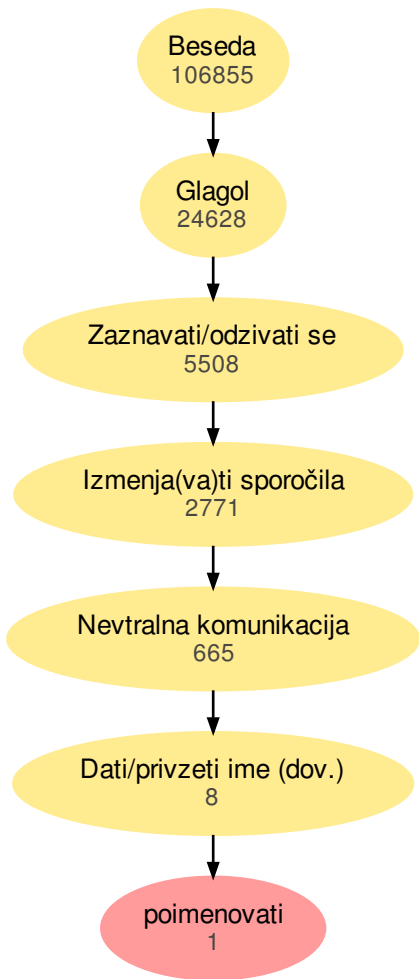 Beseda
106855
Glagol
24628
Zaznavati/odzivati se
5508
Izmenja(va)ti sporočila
2771
Nevtralna komunikacija
665
Dati/privzeti ime (dov.)
8
poimenovati
1